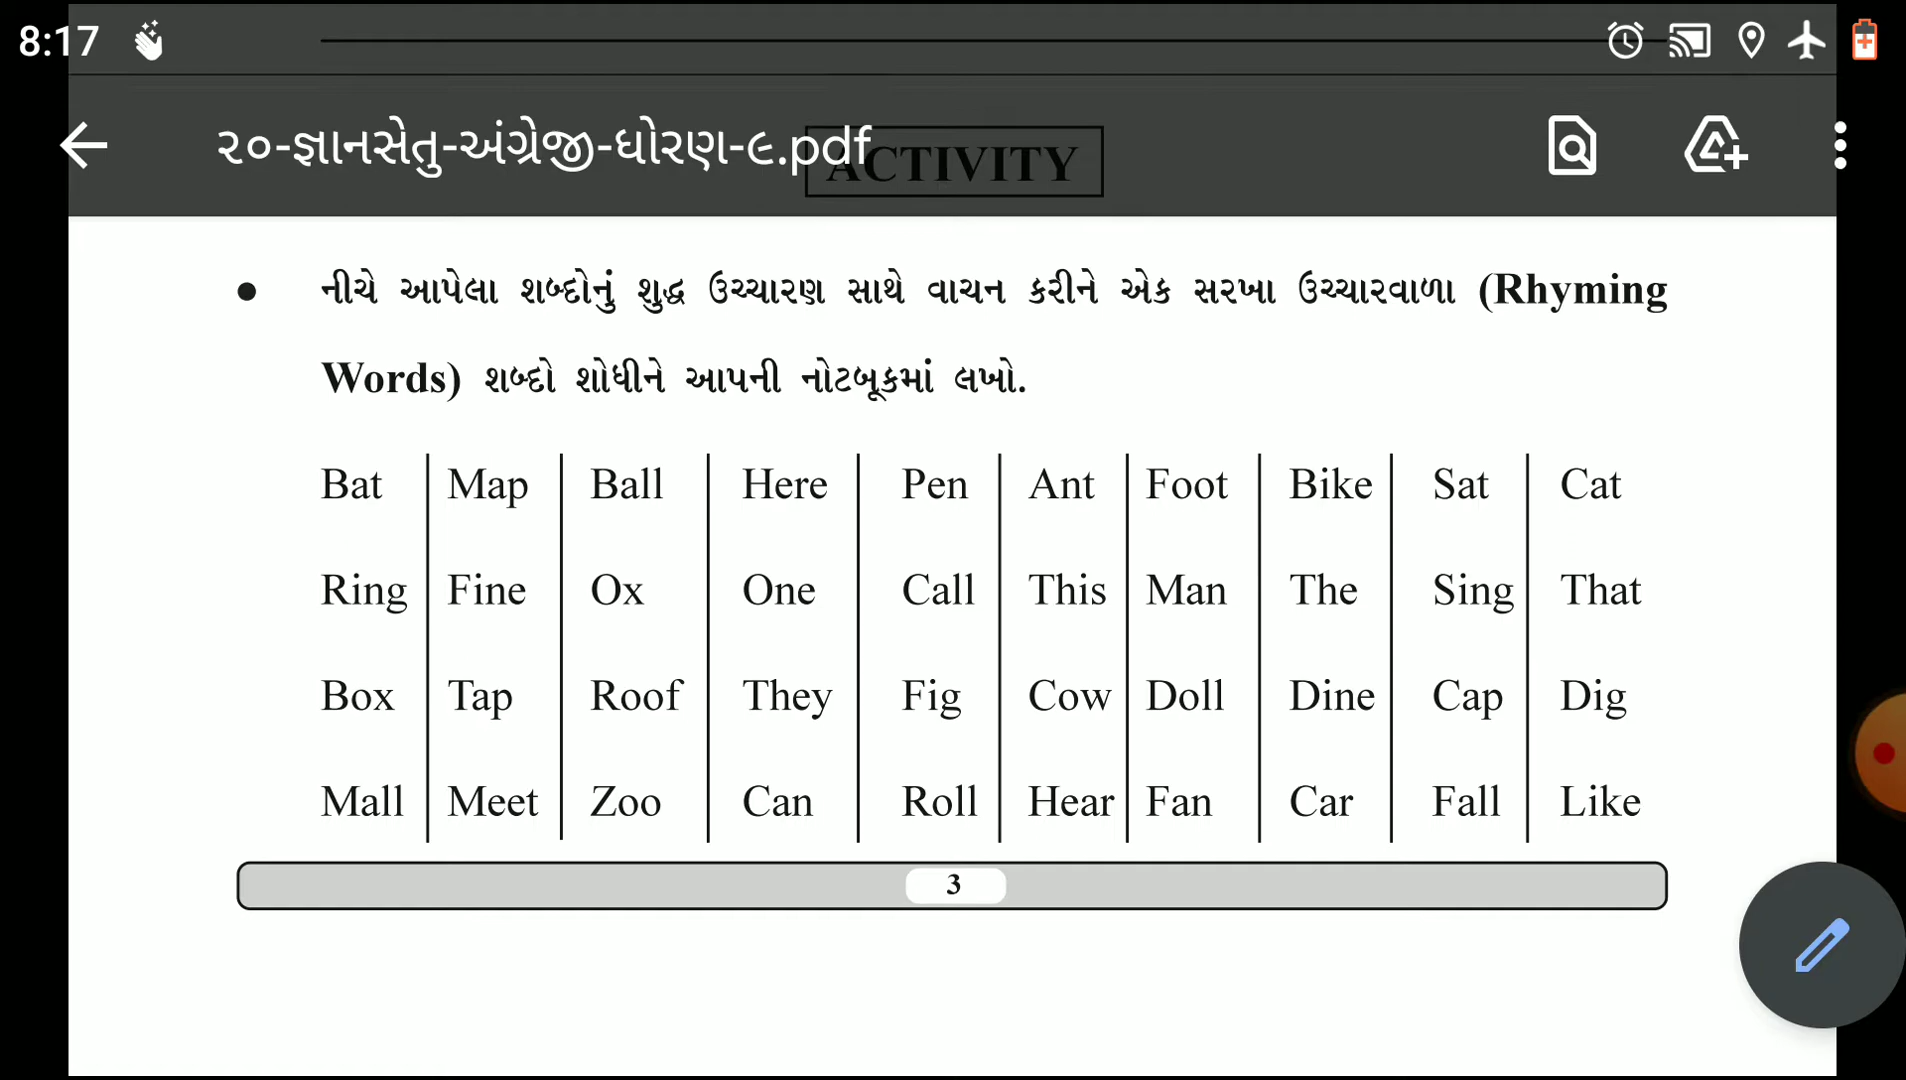 8:17
૨૦-જ્ઞાનસેતુ-અંગ્રેજી-ધોરણ-૯.pdf
ACTIVITY
• નીચે આપેલા શબ્દોનું શુદ્ધ ઉચ્ચારણ સાથે વાચન કરીને એક સરખા ઉચ્ચારવાળા (Rhyming
Words) શબ્દો શોધીને આપની નોટબૂકમાં લખો.
Bat Map Ball Here Pen Ant Foot Bike Sat Cat
Ring Fine Ox One Call This Man The Sing That
Box Tap Roof They Fig Cow Doll Dine Cap Dig
Mall Meet Zoo Can Roll Hear Fan Car Fall Like
3